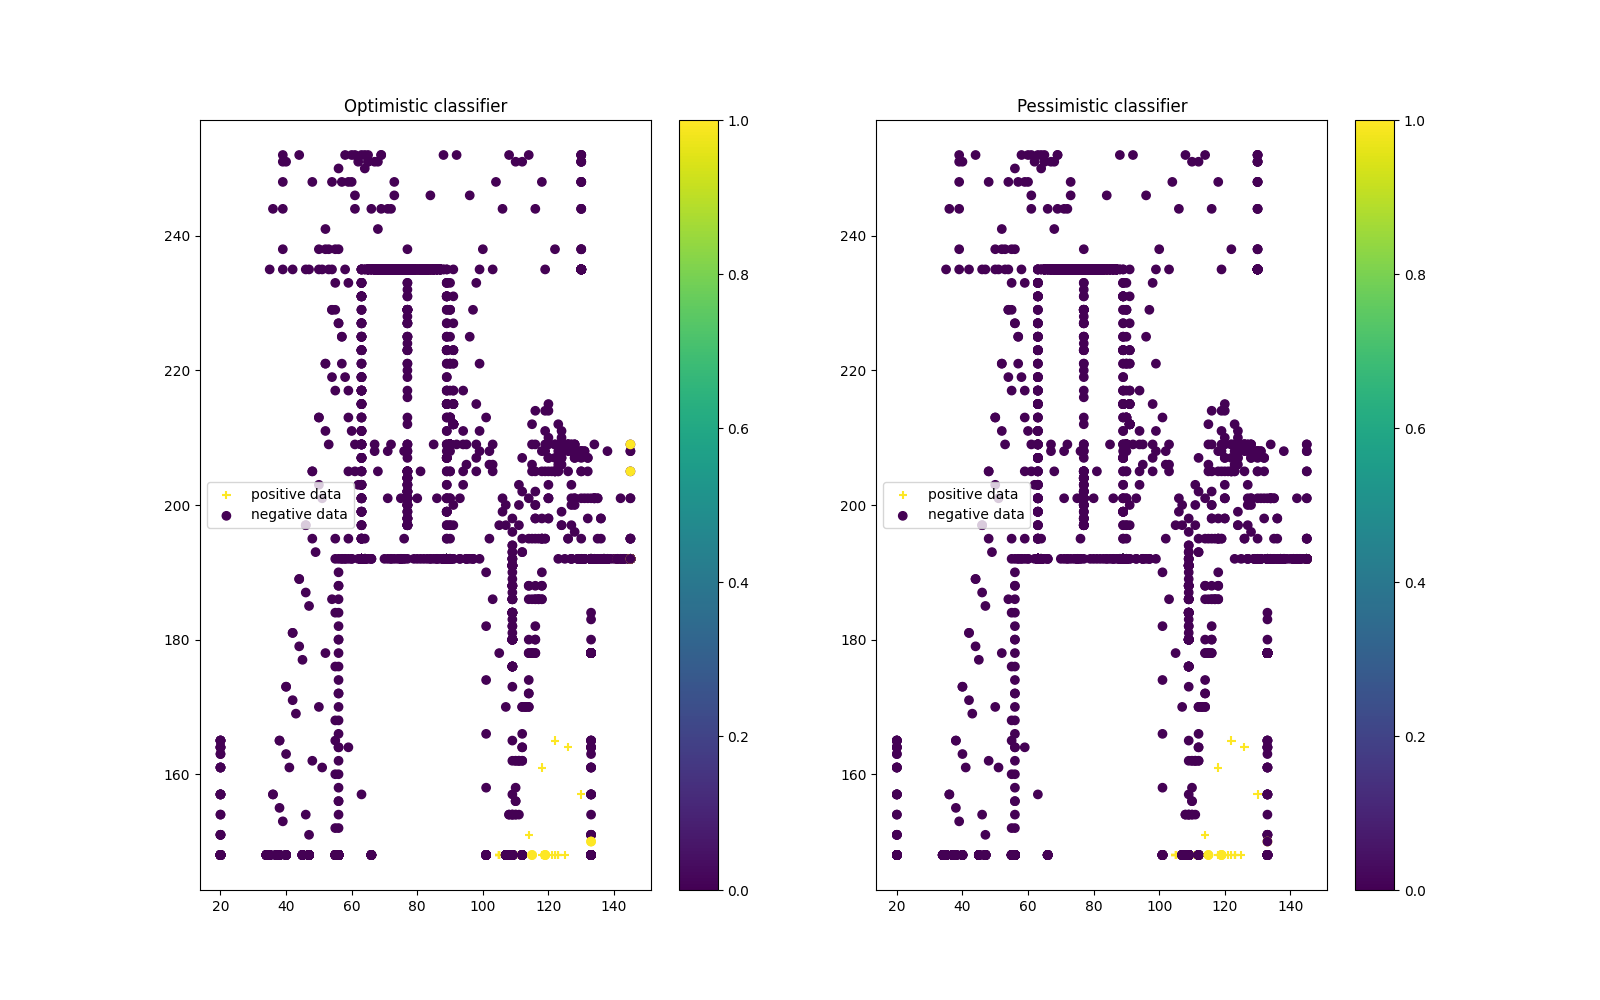 Optimistic classifier
240
220
200
180
160
20 40 60 80 100 120 140
positive data
negative data
1.0
0.8
0.6
0.4
0.2
0.0
Pessimistic classifier
240
220
200
180
160
20 40 60 80 100 120 140
positive data
negative data
1.0
0.8
0.6
0.4
0.2
0.0